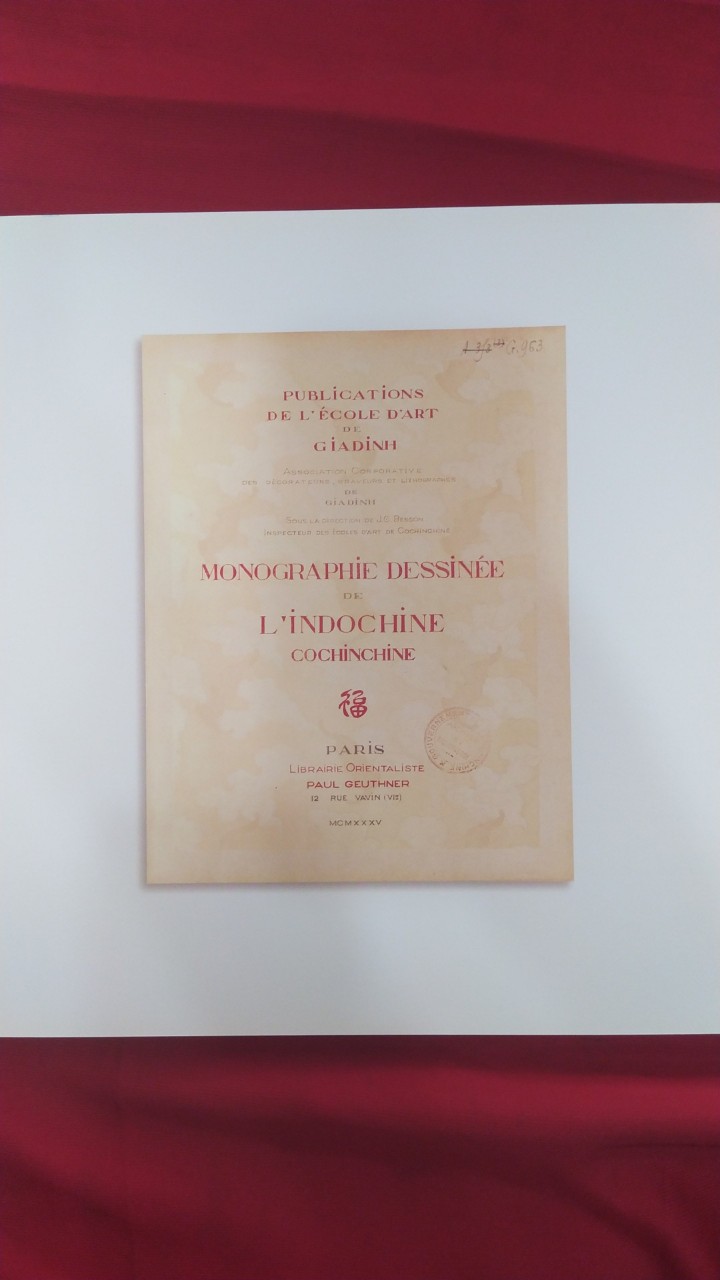 G.963
PUBLICATIONS
DE L'ÉCOLE D'ART
DE
GIADINH
ASSOCIATION CORPORATIVE
DES DÉCORATEURS, GRAVEURS ET LITHOGRAPHES
DE
GIADINH
SOUS LA DIRECTION DE J.G. BESSON
INSPECTEUR DES ÉCOLES D'ART DE COCHINCHINE
MONOGRAPHIE DESSINÉE
DE
L'INDOCHINE
COCHINCHINE
福
PARIS
LIBRAIRIE ORIENTALISTE
PAUL GEUTHNER
12 RUE VAVIN (VIE)
MCMXXXV